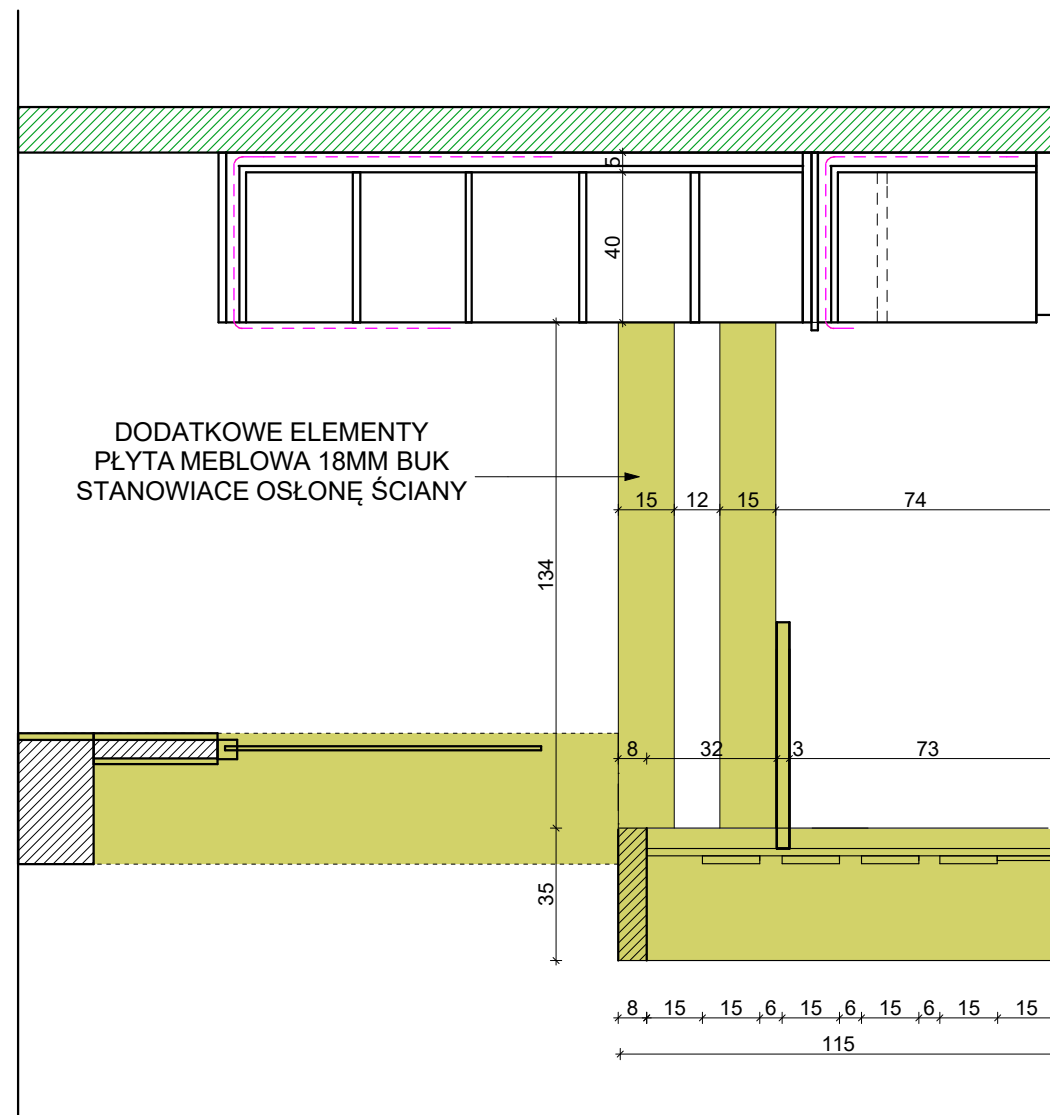 5
40
DODATKOWE ELEMENTY
PŁYTA MEBLOWA 18MM BUK
STANOWIACE OSŁONĘ ŚCIANY
15 12 15 74
134
8 32 3 73
35
8 15 15 6 15 6 15 6 15 15
115